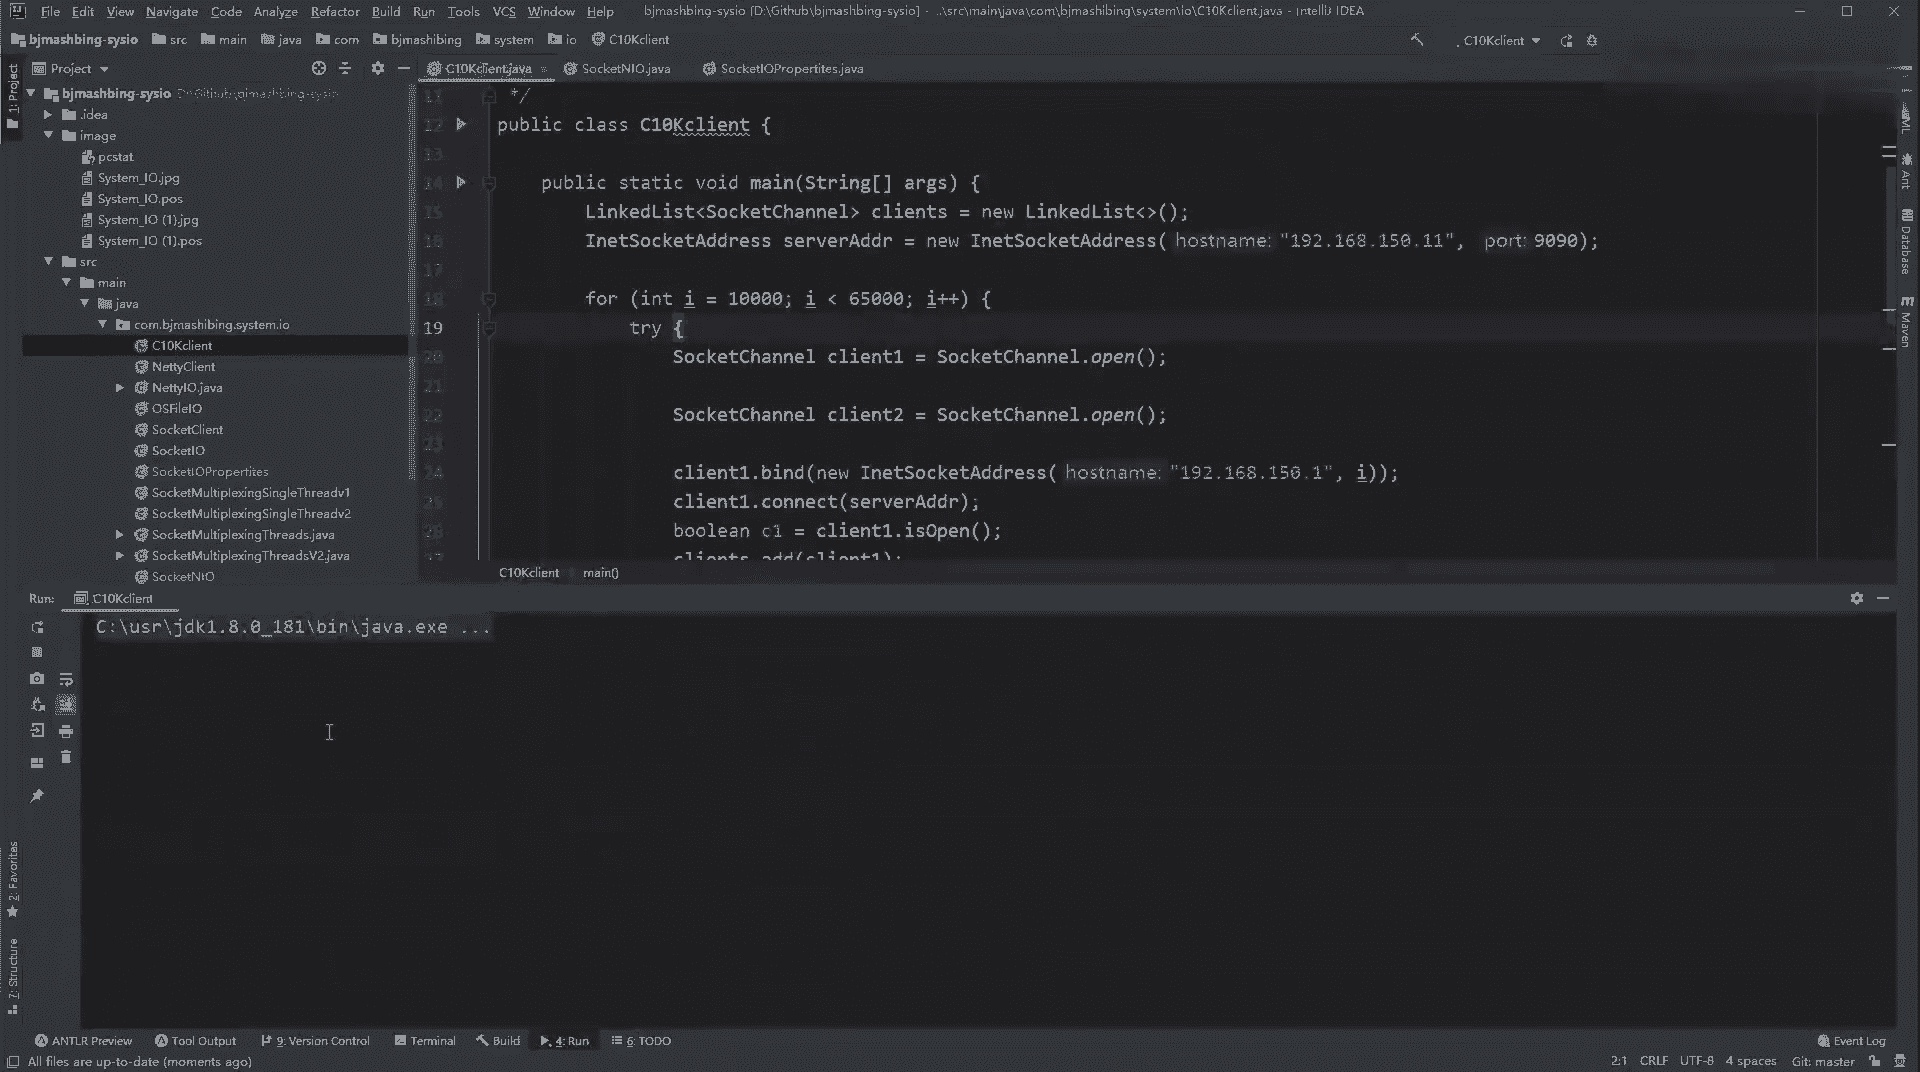 File Edit View Navigate Code Analyze Refactor Build Run Tools VCS Window Help bjmashbing-sysio [D:\Github\bjmashbing-sysio] - ..\src\main\java\com\bjmashibing\system\io\C10Kclient.java - IntelliJ IDEA
bjmashbing-sysio src main java com bjmashibing system io C10Kclient
C10Kclient
1: Project
Project
C10Kclient.java SocketNIO.java SocketIOPropertites.java
bjmashbing-sysio D:\Github\bjmashbing-sysio
.idea
image
pcstat
System_IO.jpg
System_IO.pos
System_IO (1).jpg
System_IO (1).pos
src
main
java
com.bjmashibing.system.io
C10Kclient
NettyClient
NettyIO.java
OSFileIO
SocketClient
SocketIO
SocketIOPropertites
SocketMultiplexingSingleThreadv1
SocketMultiplexingSingleThreadv2
SocketMultiplexingThreads.java
SocketMultiplexingThreadsV2.java
SocketNIO
11 */
12 public class C10Kclient {
13
14 public static void main(String[] args) {
15 LinkedList<SocketChannel> clients = new LinkedList<>();
16 InetSocketAddress serverAddr = new InetSocketAddress( hostname: "192.168.150.11", port: 9090);
17
18 for (int i = 10000; i < 65000; i++) {
19 try {
20 SocketChannel client1 = SocketChannel.open();
21
22 SocketChannel client2 = SocketChannel.open();
23
24 client1.bind(new InetSocketAddress( hostname: "192.168.150.1", i));
25 client1.connect(serverAddr);
26 boolean c1 = client1.isOpen();
27 clients.add(client1);
C10Kclient main()
Ant
Database
Maven
Run: C10Kclient
C:\usr\jdk1.8.0_181\bin\java.exe ...
2: Favorites
7: Structure
ANTLR Preview Tool Output 9: Version Control Terminal Build 4: Run 6: TODO Event Log
All files are up-to-date (moments ago) 2:1 CRLF UTF-8 4 spaces Git: master